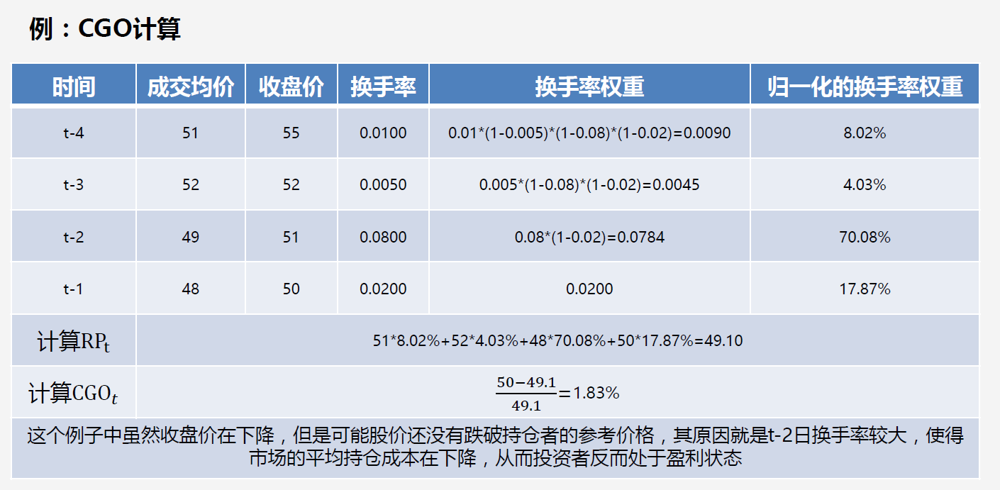 例：CGO计算
时间 成交均价 收盘价 换手率 换手率权重 归一化的换手率权重
t-4 51 55 0.0100 0.01*(1-0.005)*(1-0.08)*(1-0.02)=0.0090 8.02%
t-3 52 52 0.0050 0.005*(1-0.08)*(1-0.02)=0.0045 4.03%
t-2 49 51 0.0800 0.08*(1-0.02)=0.0784 70.08%
t-1 48 50 0.0200 0.0200 17.87%
计算RPt 51*8.02%+52*4.03%+48*70.08%+50*17.87%=49.10
计算CGOt 50−49.1/49.1=1.83%
这个例子中虽然收盘价在下降，但是可能股价还没有跌破持仓者的参考价格，其原因就是t-2日换手率较大，使得
市场的平均持仓成本在下降，从而投资者反而处于盈利状态